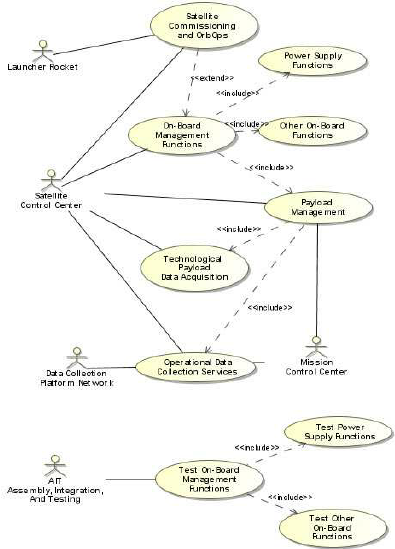 Satellite
Commissioning
and OrbOps
Launcher Rocket
Power Supply
Functions
<<extend>>
<<include>>
On-Board
Management
Functions
<<include>>
Other On-Board
Functions
<<include>>
Satellite
Control Center
Payload
Management
<<include>>
Technological
Payload
Data Acquisition
<<include>>
Data Collection
Platform Network
Operational Data
Collection Services
Mission
Control Center
Test Power
Supply Functions
<<include>>
AIT
Assembly, Integration,
And Testing
Test On-Board
Management
Functions
<<include>>
Test Other
On-Board
Functions